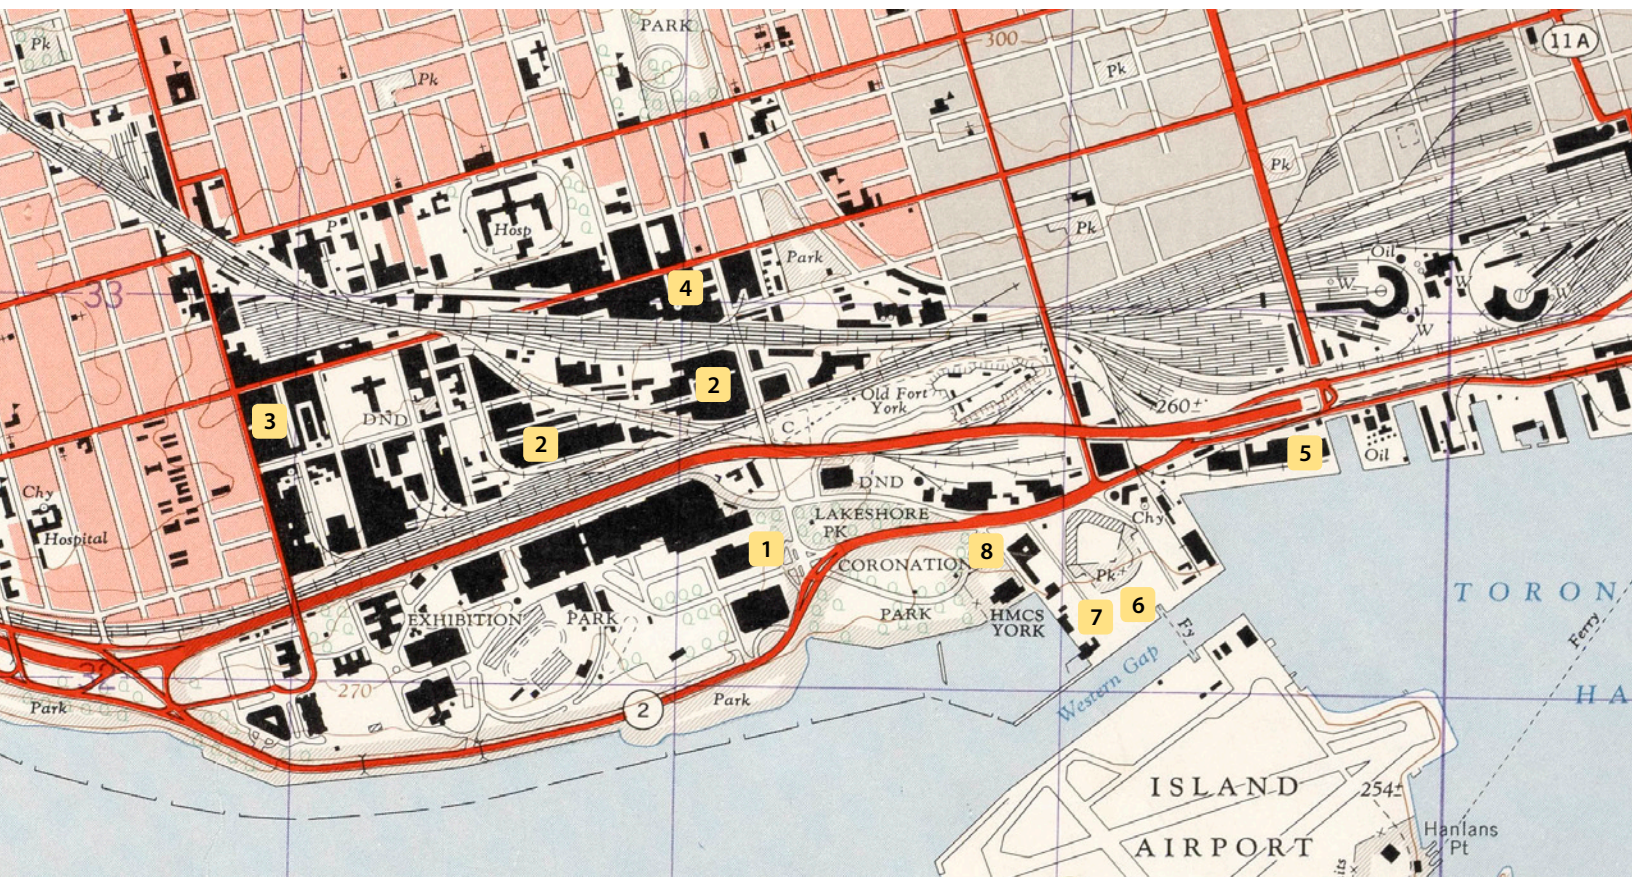 PARK
Pk
300
11 A
Pk
Pk
Pk
P
Hosp
Pk
Park
Oil
33
W
W
W
4
W
2
Old Fort
York
260±
3
DND
C.
2
5
Oil
DND
Chy
LAKESHORE
PK
Chy
Hospital
1
8
CORONATION
Pk
TORON
6
EXHIBITION PARK
PARK
HMCS
YORK
7
Fy
Ferry
Western Gap
32
270
Park
2
Park
HA
ISLAND
254±
AIRPORT
Hanlans
Pt